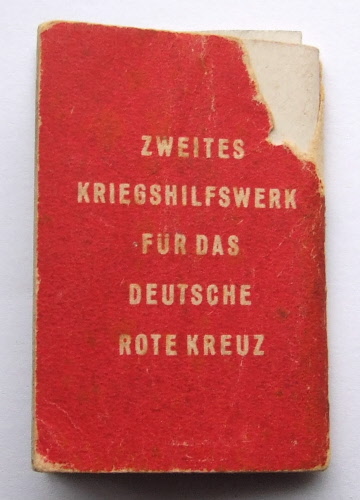 ZWEITES
KRIEGSHILFSWERK
FÜR DAS
DEUTSCHE
ROTE KREUZ